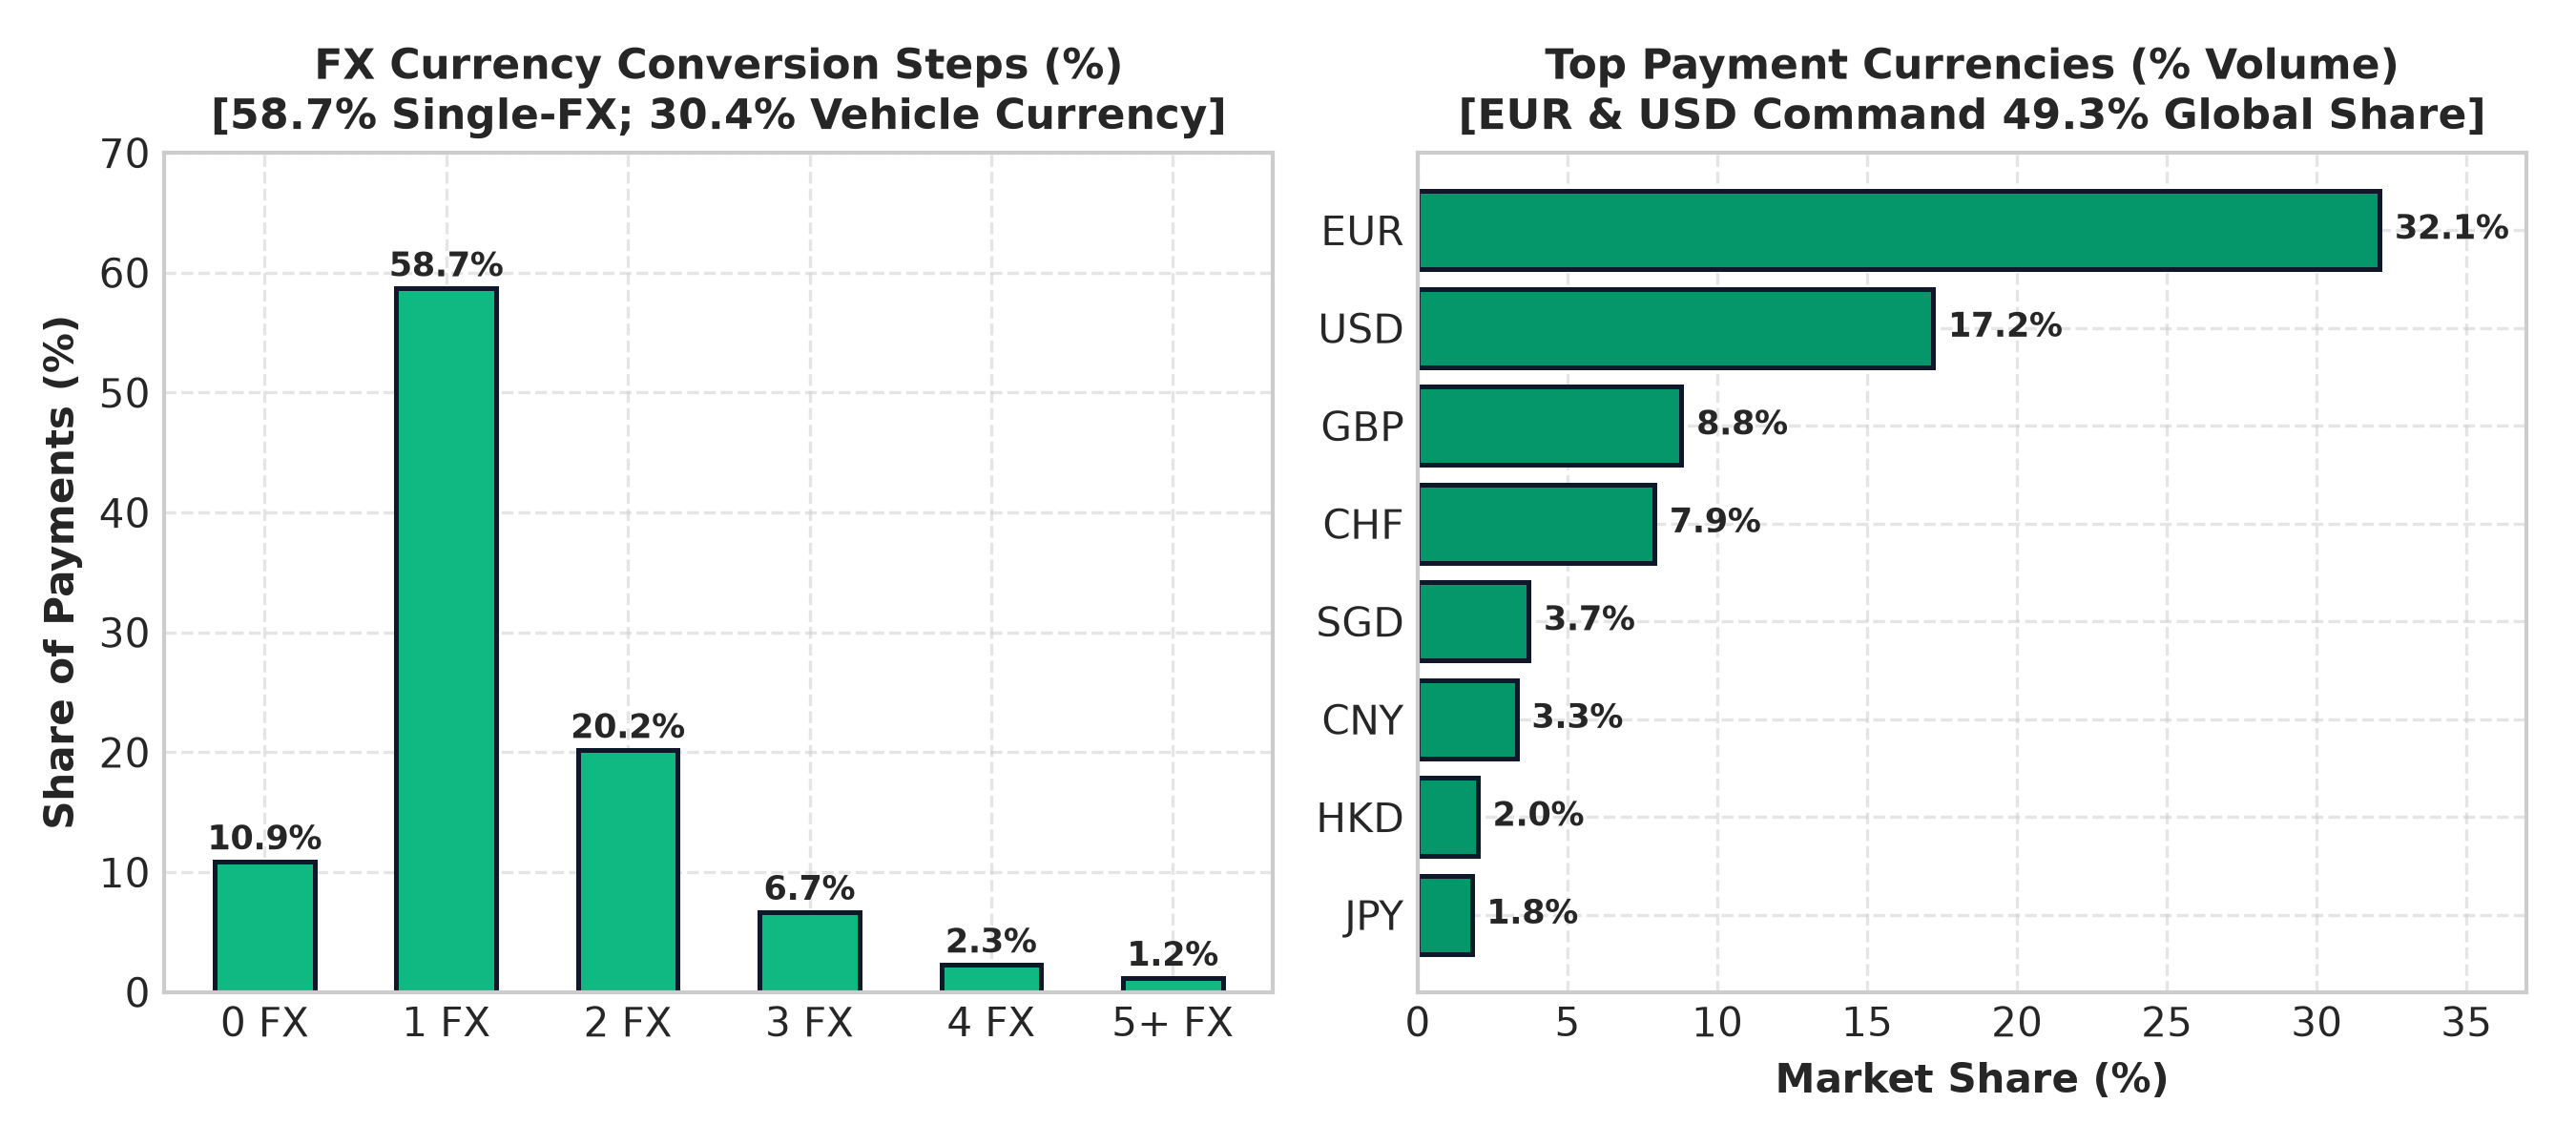 FX Currency Conversion Steps (%)
[58.7% Single-FX; 30.4% Vehicle Currency]
Share of Payments (%)
70
60
50
40
30
20
10
0
10.9%
58.7%
20.2%
6.7%
2.3%
1.2%
0 FX
1 FX
2 FX
3 FX
4 FX
5+ FX
Top Payment Currencies (% Volume)
[EUR & USD Command 49.3% Global Share]
EUR 32.1%
USD 17.2%
GBP 8.8%
CHF 7.9%
SGD 3.7%
CNY 3.3%
HKD 2.0%
JPY 1.8%
0 5 10 15 20 25 30 35
Market Share (%)